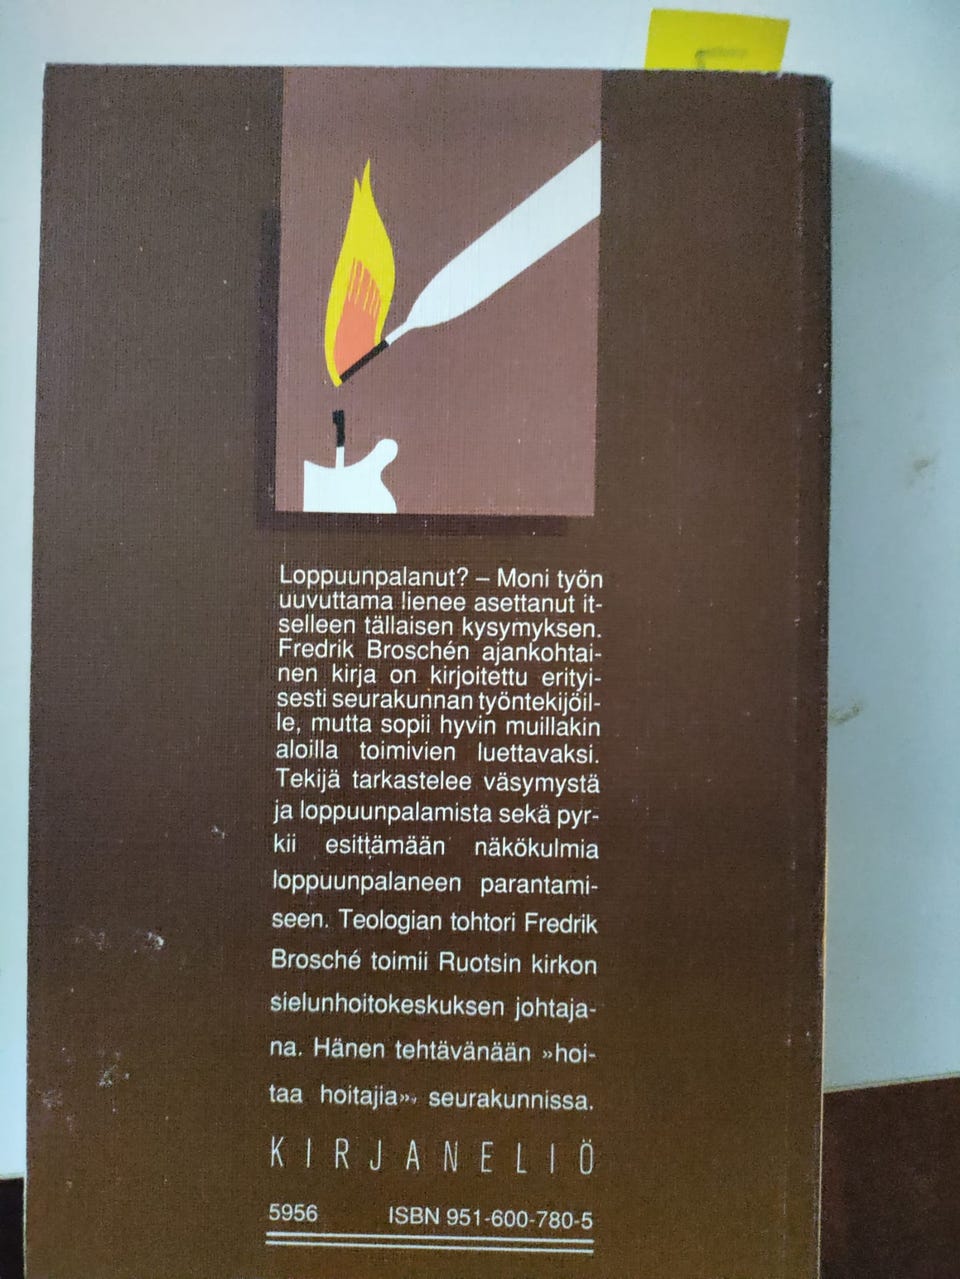 Loppuunpalanut? – Moni työn
uuvuttama lienee asettanut it-
selleen tällaisen kysymyksen.
Fredrik Broschén ajankohtai-
nen kirja on kirjoitettu erityi-
sesti seurakunnan työntekijöil-
le, mutta sopii hyvin muillakin
aloilla toimivien luettavaksi.
Tekijä tarkastelee väsymystä
ja loppuunpalamista sekä pyr-
kii esittämään näkökulmia
loppuunpalaneen parantami-
seen. Teologian tohtori Fredrik
Brosché toimii Ruotsin kirkon
sielunhoitokeskuksen johtaja-
na. Hänen tehtävänään »hoi-
taa hoitajia» seurakunnissa.
KIRJANELIÖ
5956 ISBN 951-600-780-5